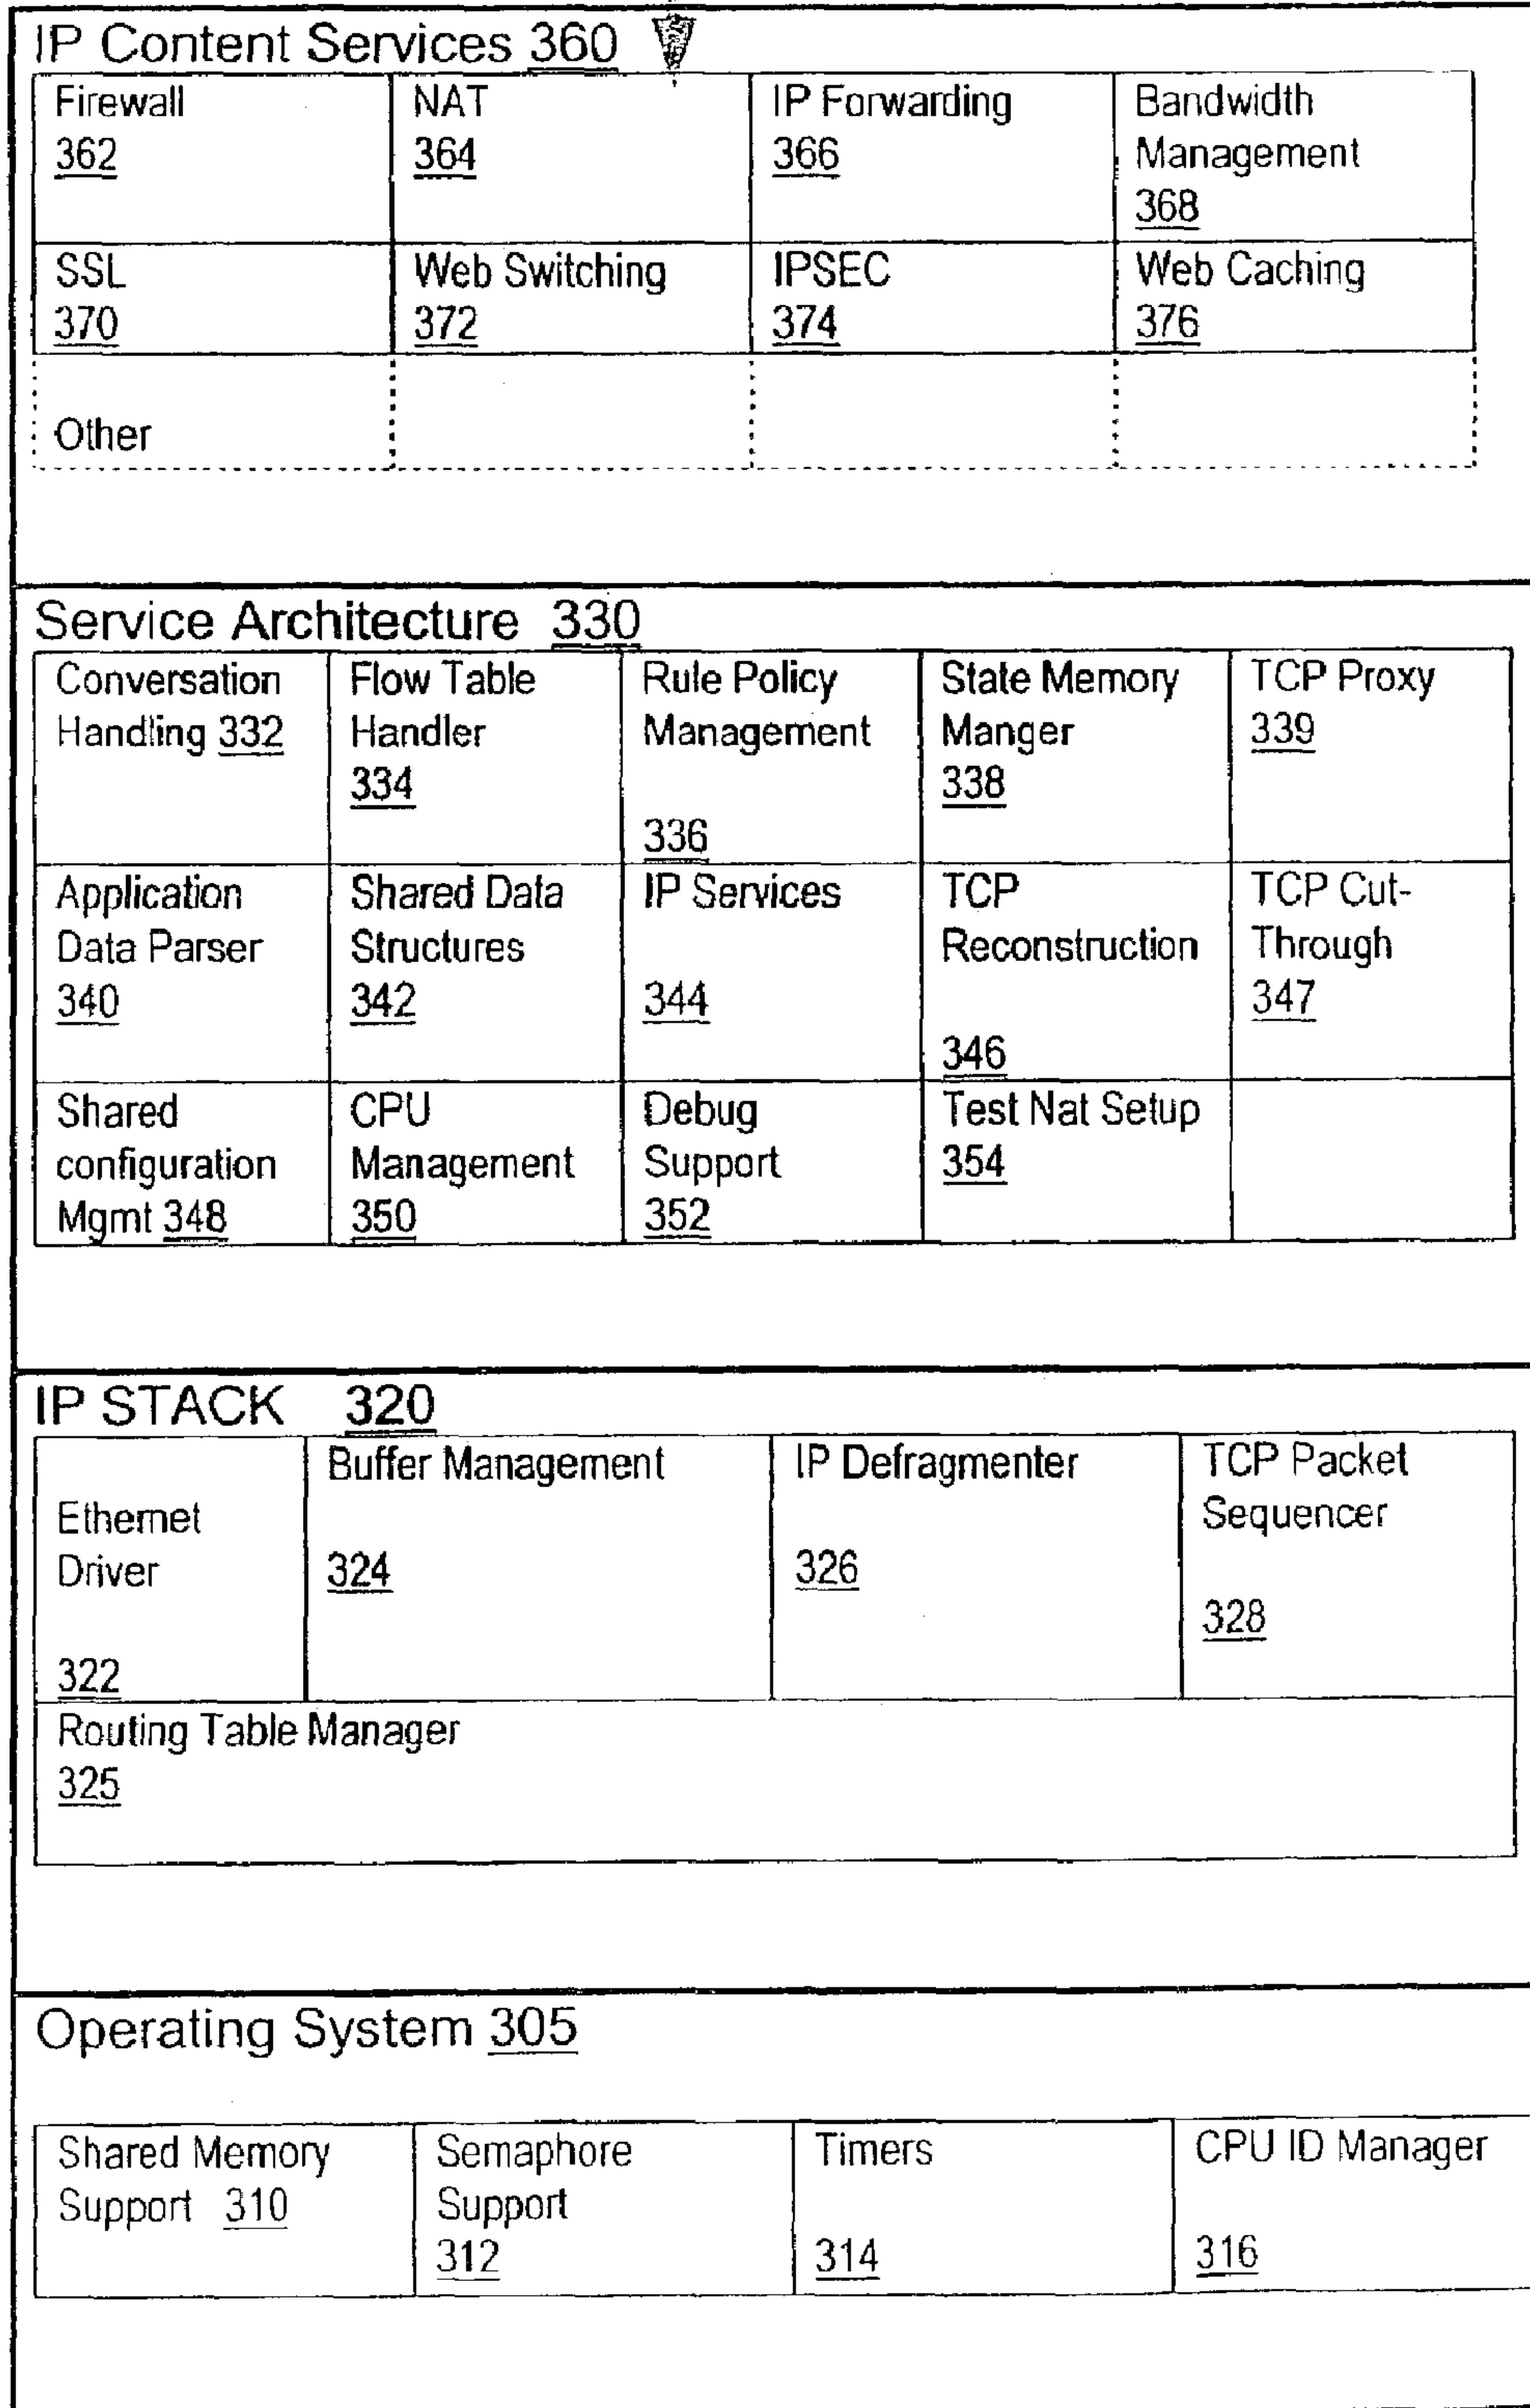 IP Content Services 360
Firewall
362
NAT
364
IP Forwarding
366
Bandwidth
Management
368
SSL
370
Web Switching
372
IPSEC
374
Web Caching
376
Other
Service Architecture 330
Conversation
Handling 332
Flow Table
Handler
334
Rule Policy
Management
336
State Memory
Manger
338
TCP Proxy
339
Application
Data Parser
340
Shared Data
Structures
342
IP Services
344
TCP
Reconstruction
346
TCP Cut-
Through
347
Shared
configuration
Mgmt 348
CPU
Management
350
Debug
Support
352
Test Nat Setup
354
IP STACK 320
Ethernet
Driver
322
Buffer Management
324
IP Defragmenter
326
TCP Packet
Sequencer
328
Routing Table Manager
325
Operating System 305
Shared Memory
Support 310
Semaphore
Support
312
Timers
314
CPU ID Manager
316